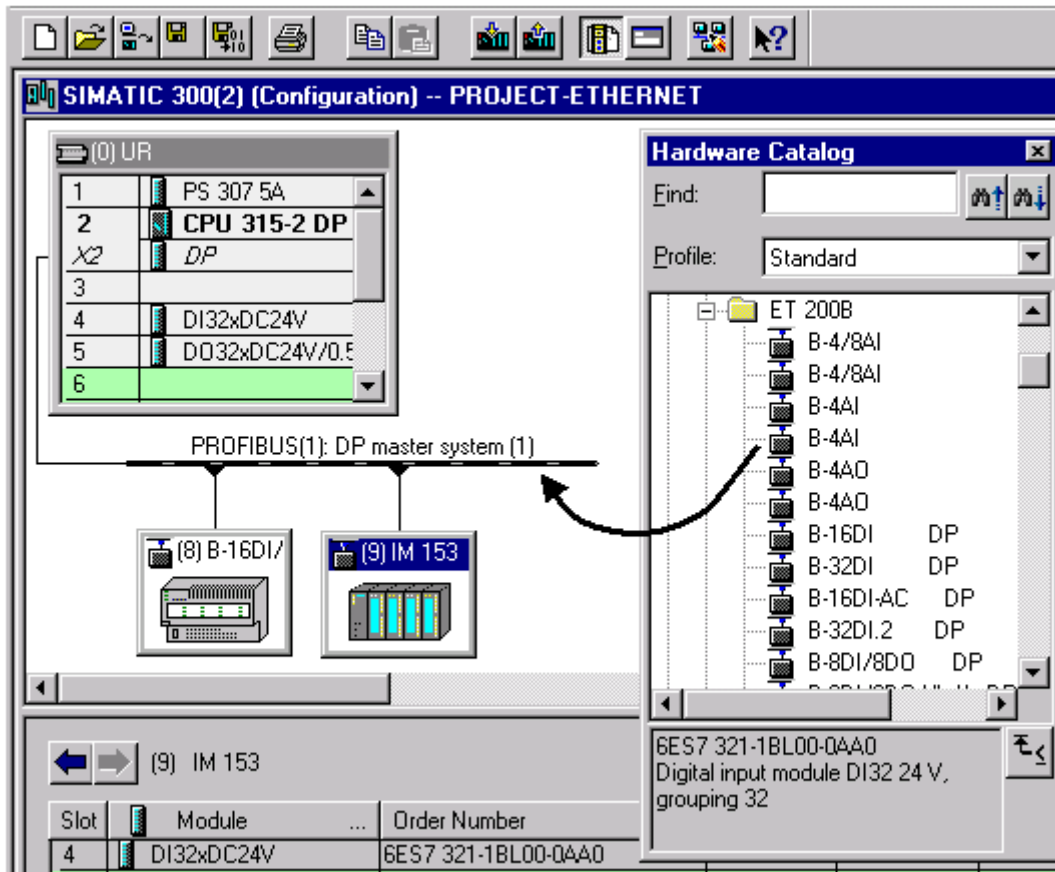 SIMATIC 300(2) (Configuration) -- PROJECT-ETHERNET
(0) UR
1 PS 307 5A
2 CPU 315-2 DP
X2 DP
3
4 DI32xDC24V
5 DO32xDC24V/0.5
6
PROFIBUS(1): DP master system (1)
(8) B-16DI/
(9) IM 153
Hardware Catalog
Find:
Profile: Standard
ET 200B
B-4/8AI
B-4/8AI
B-4AI
B-4AI
B-4AO
B-4AO
B-16DI DP
B-32DI DP
B-16DI-AC DP
B-32DI.2 DP
B-8DI/8DO DP
6ES7 321-1BL00-0AA0
Digital input module DI32 24 V,
grouping 32
(9) IM 153
Slot Module ... Order Number
4 DI32xDC24V 6ES7 321-1BL00-0AA0